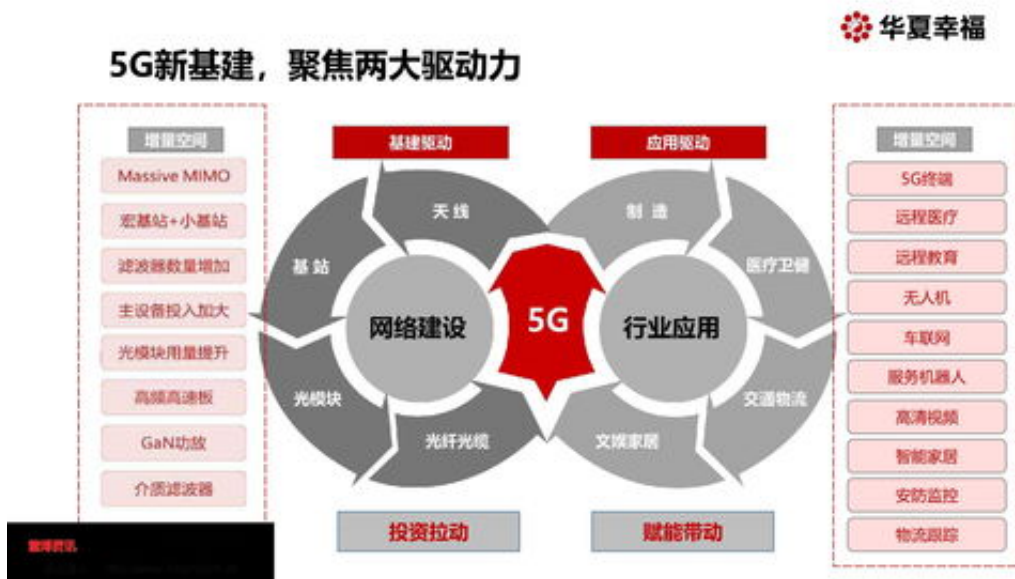 华夏幸福
5G新基建，聚焦两大驱动力
增量空间
Massive MIMO
宏基站+小基站
滤波器数量增加
主设备投入加大
光模块用量提升
高频高速板
GaN功放
介质滤波器
基建驱动
天线
基站
光模块
光纤光缆
网络建设
投资拉动
5G
应用驱动
制造
医疗卫健
交通物流
文娱家居
行业应用
赋能带动
增量空间
5G终端
远程医疗
远程教育
无人机
车联网
服务机器人
高清视频
智能家居
安防监控
物流跟踪